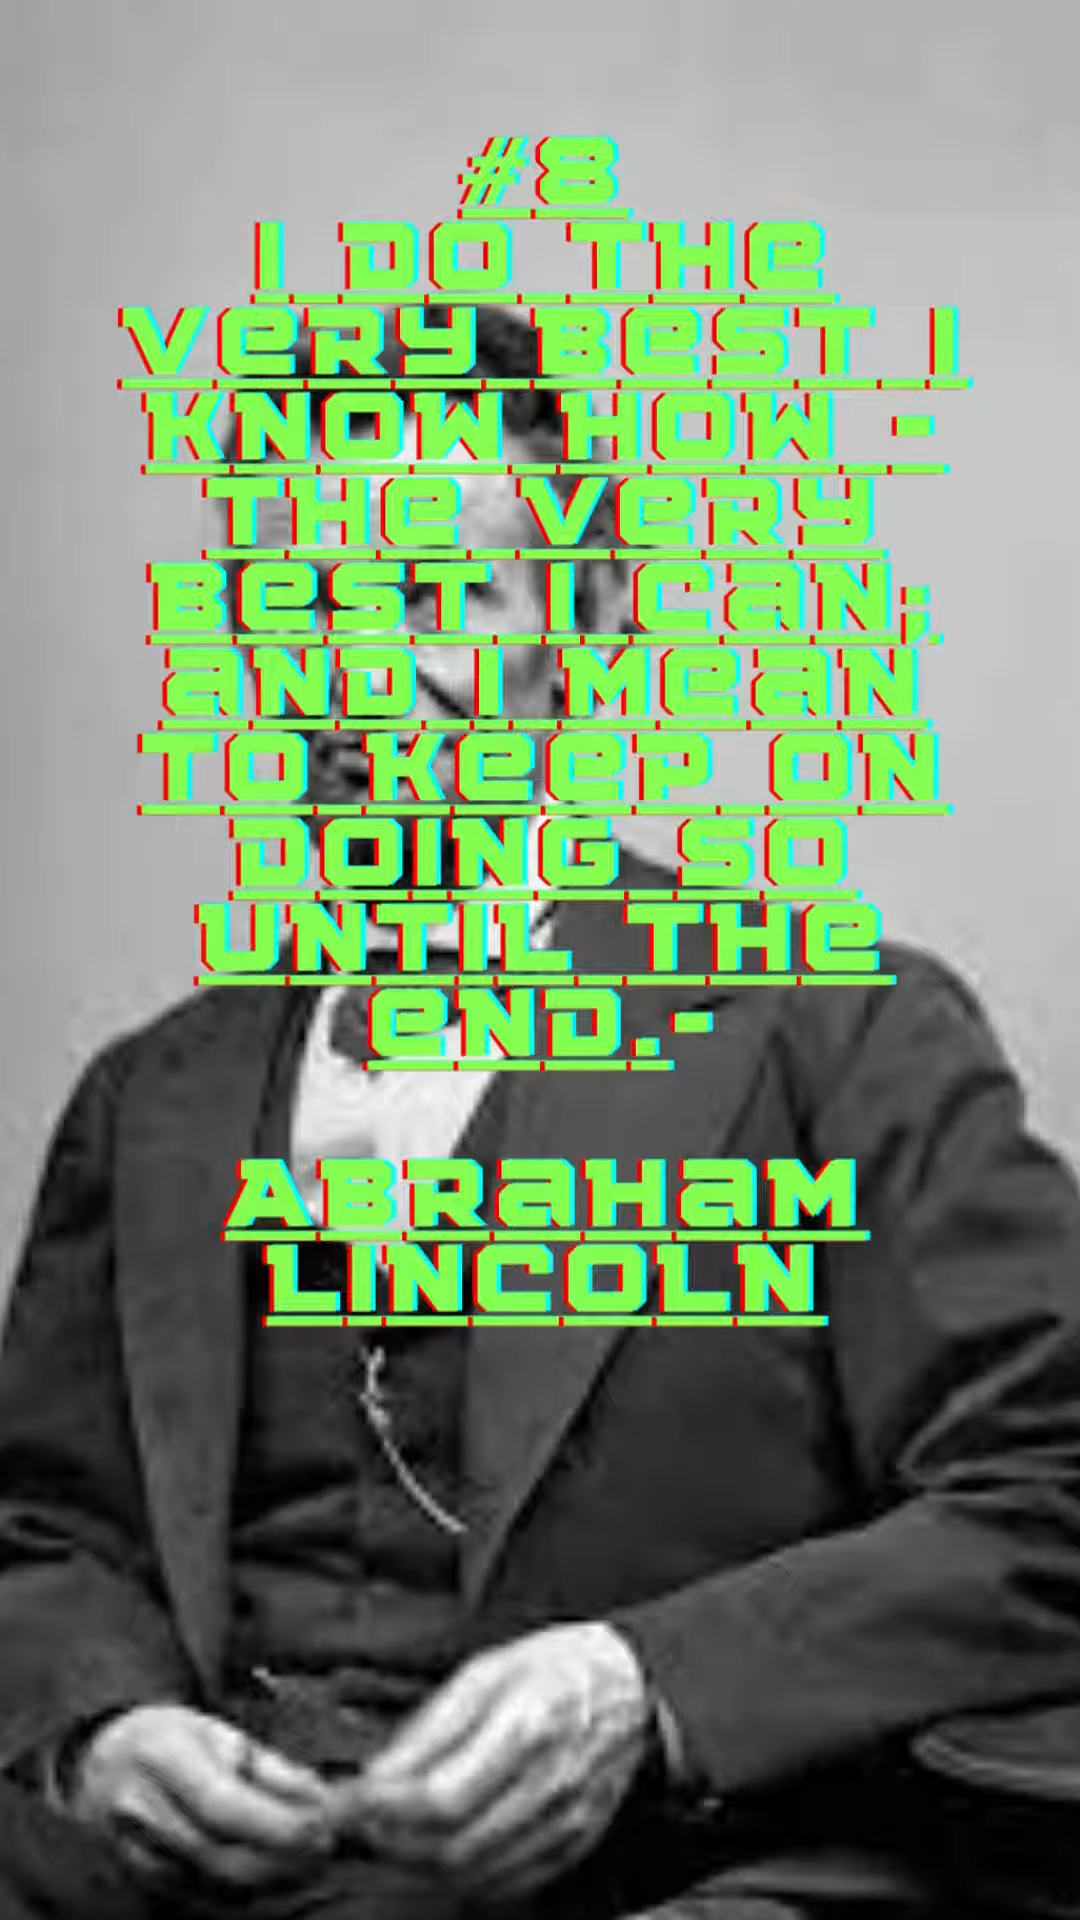 #8
I DO THE
VERY BEST I
KNOW HOW -
THE VERY
BEST I CAN;
AND I MEAN
TO KEEP ON
DOING SO
UNTIL THE
END.-
ABRAHAM
LINCOLN